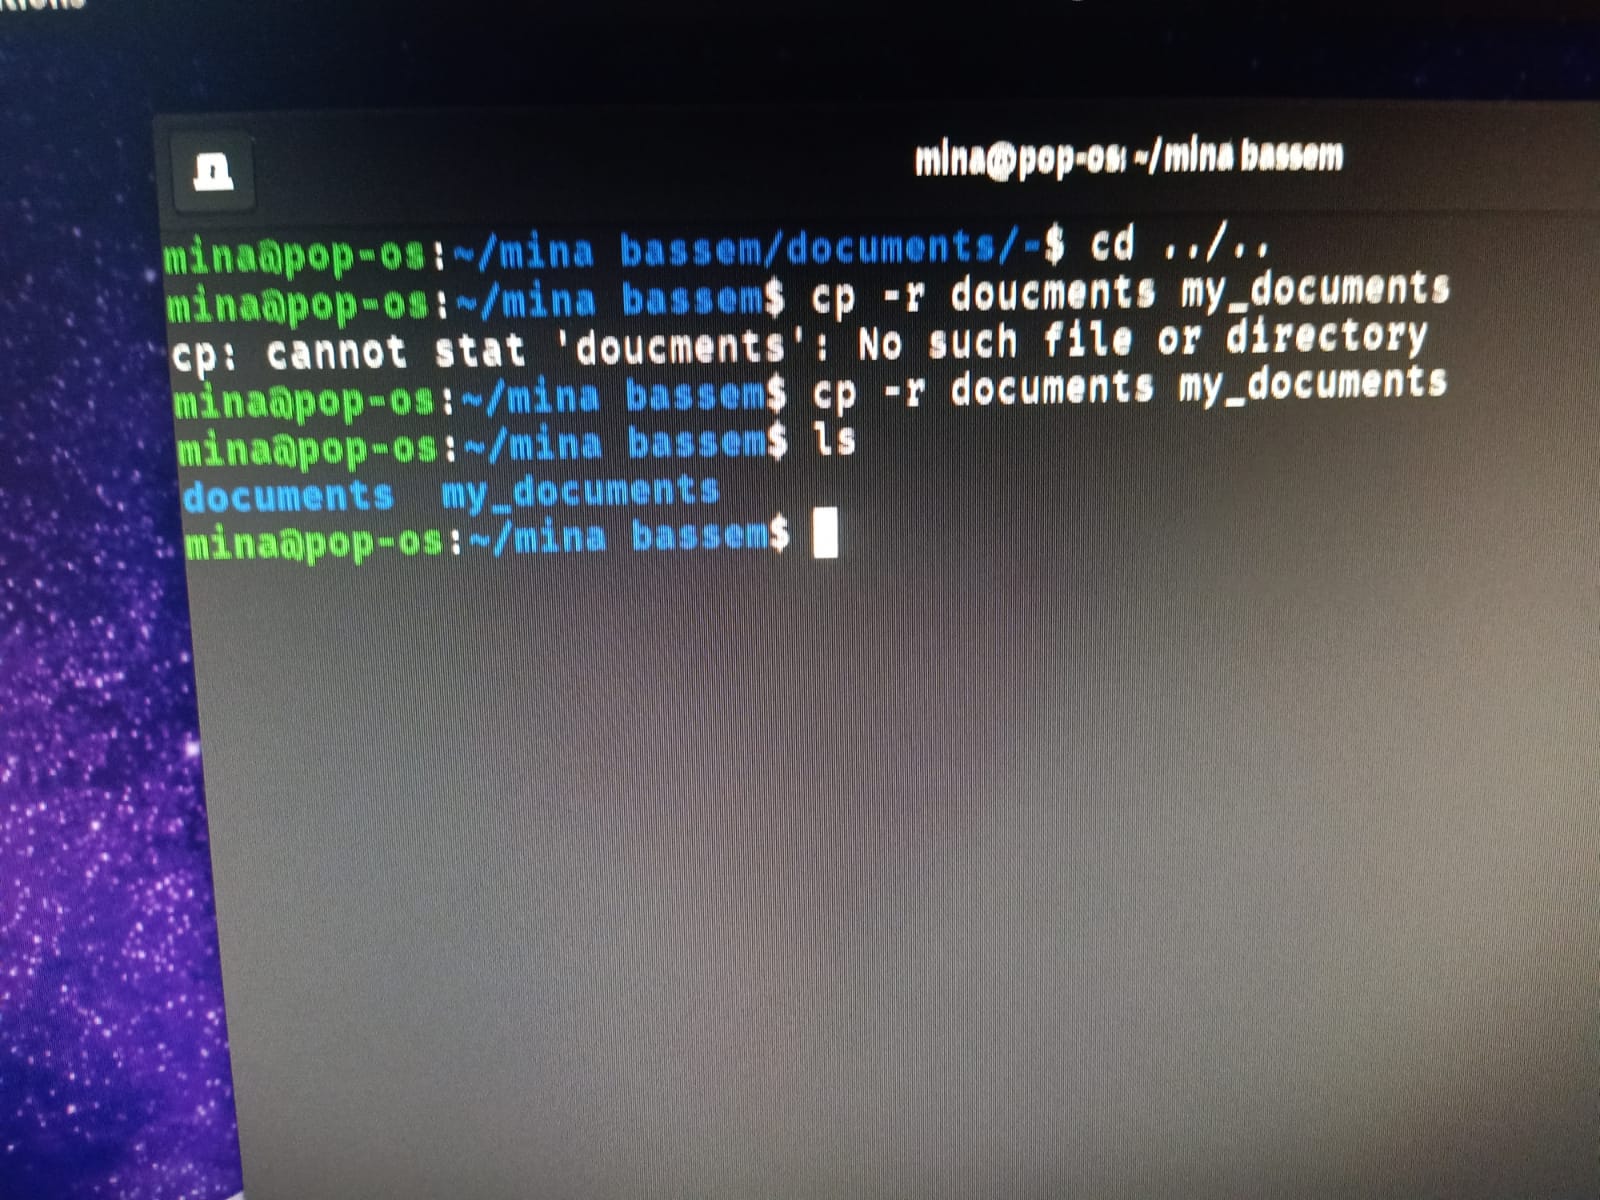 mina@pop-os: ~/mina bassem
mina@pop-os:~/mina bassem/documents/-$ cd ../..
mina@pop-os:~/mina bassem$ cp -r doucments my_documents
cp: cannot stat 'doucments': No such file or directory
mina@pop-os:~/mina bassem$ cp -r documents my_documents
mina@pop-os:~/mina bassem$ ls
documents  my_documents
mina@pop-os:~/mina bassem$